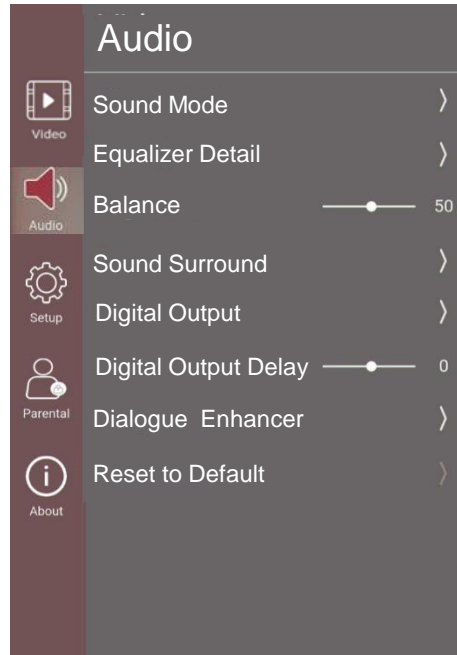 Audio
Video
Audio
Setup
Parental
About
Sound Mode
Equalizer Detail
Balance 50
Sound Surround
Digital Output
Digital Output Delay 0
Dialogue Enhancer
Reset to Default